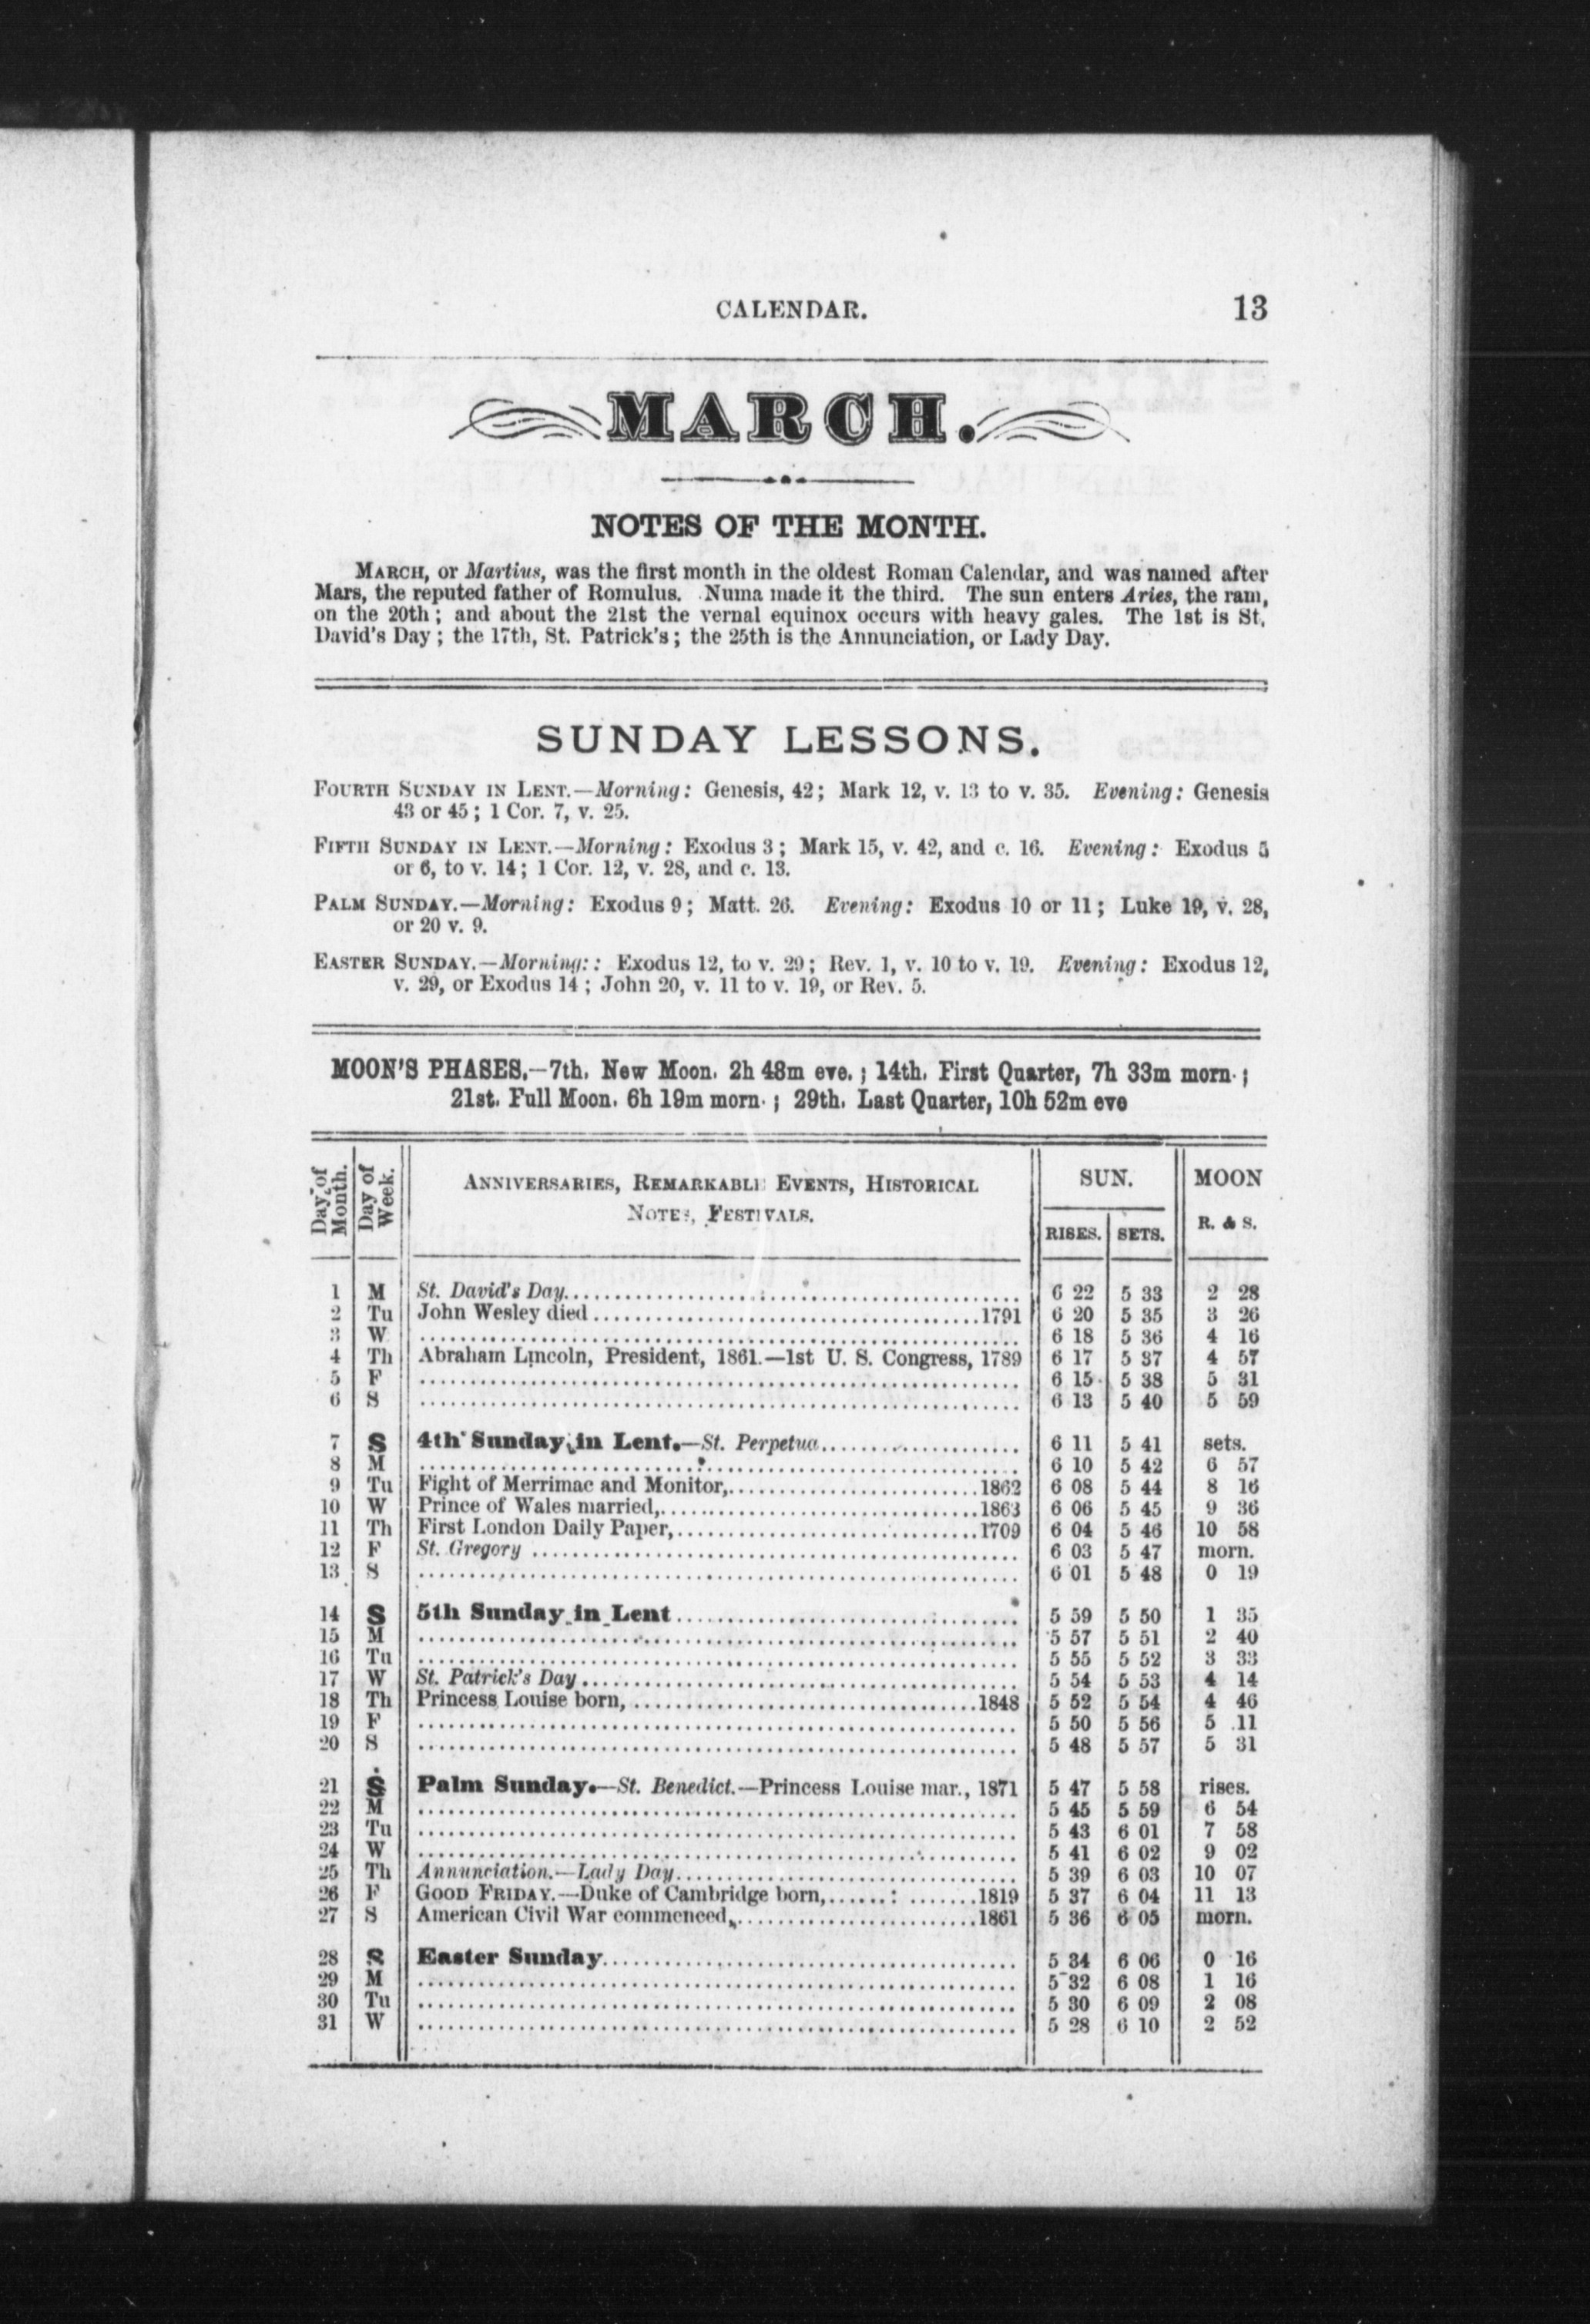 CALENDAR. 13
MARCH.
NOTES OF THE MONTH.
MARCH, or Martius, was the first month in the oldest Roman Calendar, and was named after
Mars, the reputed father of Romulus. Numa made it the third. The sun enters Aries, the ram,
on the 20th; and about the 21st the vernal equinox occurs with heavy gales. The 1st is St.
David's Day; the 17th, St. Patrick's; the 25th is the Annunciation, or Lady Day.
SUNDAY LESSONS.
FOURTH SUNDAY IN LENT.—Morning: Genesis, 42; Mark 12, v. 13 to v. 35. Evening: Genesis
43 or 45; 1 Cor. 7, v. 25.
FIFTH SUNDAY IN LENT.—Morning: Exodus 3; Mark 15, v. 42, and c. 16. Evening: Exodus 5
or 6, to v. 14; 1 Cor. 12, v. 28, and c. 13.
PALM SUNDAY.—Morning: Exodus 9; Matt. 26. Evening: Exodus 10 or 11; Luke 19, v. 28,
or 20 v. 9.
EASTER SUNDAY.—Morning:: Exodus 12, to v. 29; Rev. 1, v. 10 to v. 19. Evening: Exodus 12,
v. 29, or Exodus 14; John 20, v. 11 to v. 19, or Rev. 5.
MOON'S PHASES.—7th. New Moon. 2h 48m eve.; 14th. First Quarter, 7h 33m morn.;
21st. Full Moon. 6h 19m morn.; 29th. Last Quarter, 10h 52m eve
Day of Month. Day of Week. ANNIVERSARIES, REMARKABLE EVENTS, HISTORICAL SUN. MOON
NOTES, FESTIVALS. RISES. SETS. R. & S.
1 M St. David's Day 6 22 5 33 2 28
2 Tu John Wesley died 1791 6 20 5 35 3 26
3 W 6 18 5 36 4 16
4 Th Abraham Lincoln, President, 1861.—1st U. S. Congress, 1789 6 17 5 37 4 57
5 F 6 15 5 38 5 31
6 S 6 13 5 40 5 59
7 S 4th Sunday in Lent.—St. Perpetua 6 11 5 41 sets.
8 M 6 10 5 42 6 57
9 Tu Fight of Merrimac and Monitor, 1862 6 08 5 44 8 16
10 W Prince of Wales married, 1863 6 06 5 45 9 36
11 Th First London Daily Paper, 1709 6 04 5 46 10 58
12 F St. Gregory 6 03 5 47 morn.
13 S 6 01 5 48 0 19
14 S 5th Sunday in Lent 5 59 5 50 1 35
15 M 5 57 5 51 2 40
16 Tu 5 55 5 52 3 33
17 W St. Patrick's Day 5 54 5 53 4 14
18 Th Princess Louise born, 1848 5 52 5 54 4 46
19 F 5 50 5 56 5 11
20 S 5 48 5 57 5 31
21 S Palm Sunday.—St. Benedict.—Princess Louise mar., 1871 5 47 5 58 rises.
22 M 5 45 5 59 6 54
23 Tu 5 43 6 01 7 58
24 W 5 41 6 02 9 02
25 Th Annunciation.—Lady Day 5 39 6 03 10 07
26 F GOOD FRIDAY.—Duke of Cambridge born, 1819 5 37 6 04 11 13
27 S American Civil War commenced, 1861 5 36 6 05 morn.
28 S Easter Sunday 5 34 6 06 0 16
29 M 5 32 6 08 1 16
30 Tu 5 30 6 09 2 08
31 W 5 28 6 10 2 52